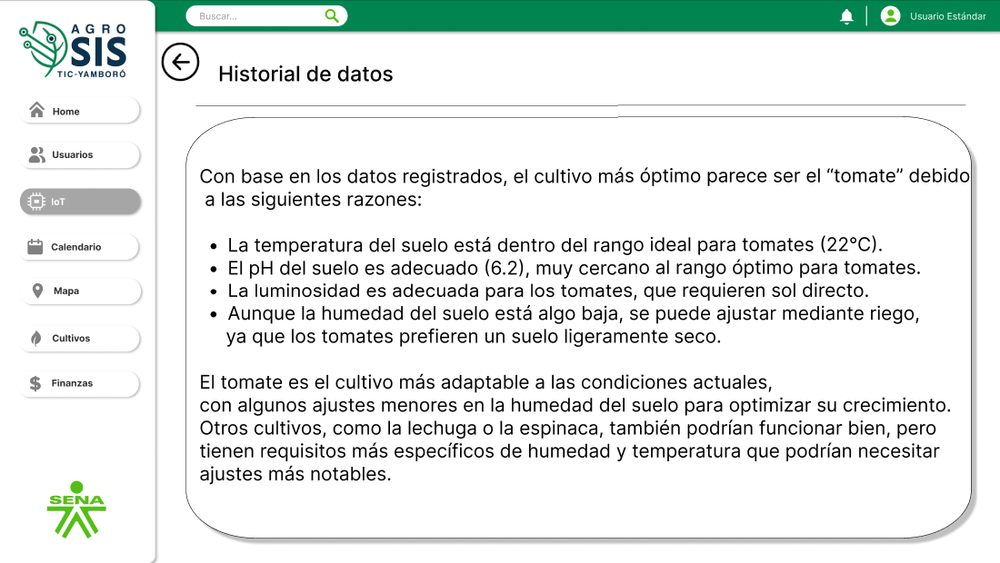 AGRO
SIS
TIC-YAMBORÓ
Buscar...
Usuario Estándar
Historial de datos
Home
Usuarios
IoT
Calendario
Mapa
Cultivos
Finanzas
SENA
Con base en los datos registrados, el cultivo más óptimo parece ser el “tomate” debido
a las siguientes razones:
• La temperatura del suelo está dentro del rango ideal para tomates (22°C).
• El pH del suelo es adecuado (6.2), muy cercano al rango óptimo para tomates.
• La luminosidad es adecuada para los tomates, que requieren sol directo.
• Aunque la humedad del suelo está algo baja, se puede ajustar mediante riego,
ya que los tomates prefieren un suelo ligeramente seco.
El tomate es el cultivo más adaptable a las condiciones actuales,
con algunos ajustes menores en la humedad del suelo para optimizar su crecimiento.
Otros cultivos, como la lechuga o la espinaca, también podrían funcionar bien, pero
tienen requisitos más específicos de humedad y temperatura que podrían necesitar
ajustes más notables.